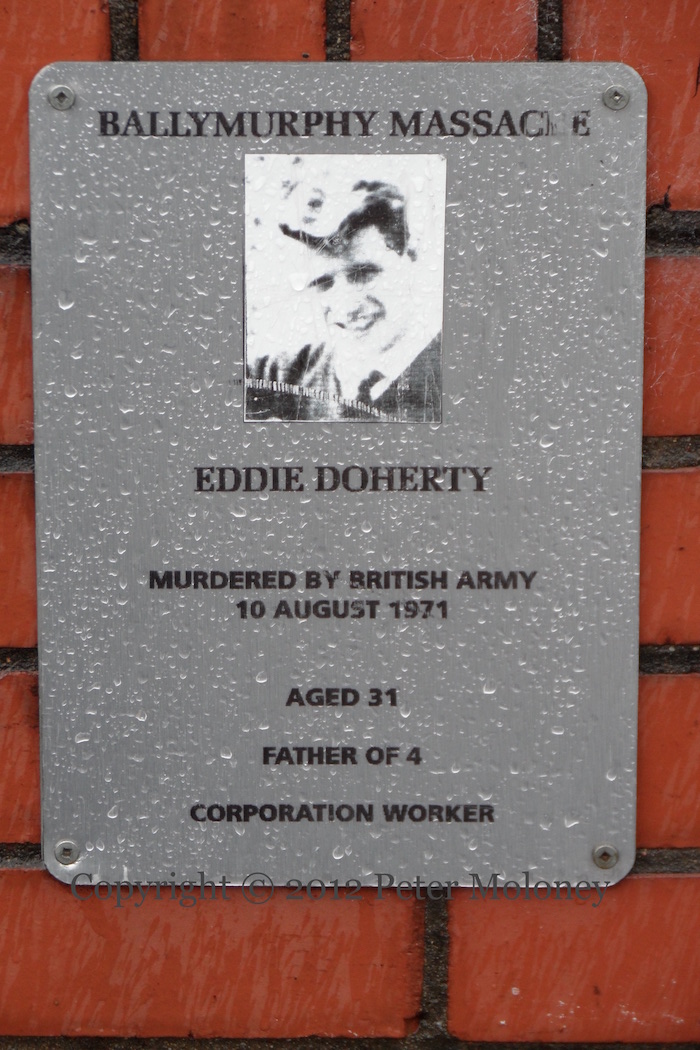 BALLYMURPHY MASSACRE
EDDIE DOHERTY
MURDERED BY BRITISH ARMY
10 AUGUST 1971
AGED 31
FATHER OF 4
CORPORATION WORKER
Copyright © 2012 Peter Moloney